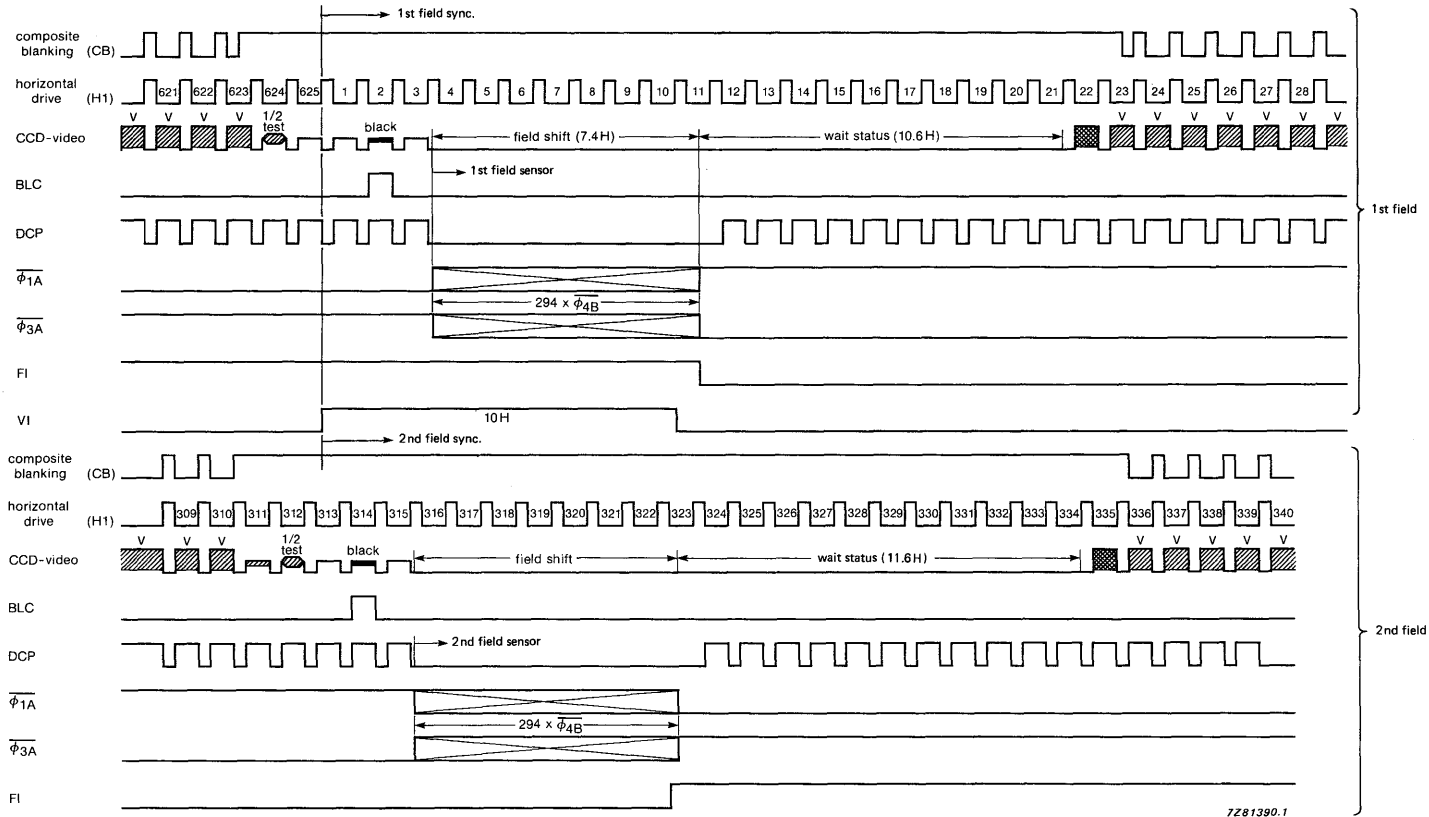 1st field sync.
composite
blanking (CB)
horizontal
drive (H1)
621 622 623 624 625 1 2 3 4 5 6 7 8 9 10 11 12 13 14 15 16 17 18 19 20 21 22 23 24 25 26 27 28
V V V V 1/2 test black V V V V V V V
CCD-video
field shift (7.4H) wait status (10.6H)
BLC
1st field sensor
DCP
1st field
ϕ̅1A
294 x ϕ̅4B
ϕ̅3A
FI
VI
10H
2nd field sync.
composite
blanking (CB)
horizontal
drive (H1)
309 310 311 312 313 314 315 316 317 318 319 320 321 322 323 324 325 326 327 328 329 330 331 332 333 334 335 336 337 338 339 340
V V V 1/2 test black V V V V V
CCD-video
field shift wait status (11.6H)
BLC
2nd field
DCP
2nd field sensor
ϕ̅1A
294 x ϕ̅4B
ϕ̅3A
FI
7Z81390.1